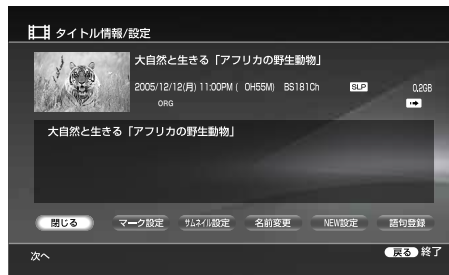 タイトル情報/設定
大自然と生きる「アフリカの野生動物」
2005/12/12(月) 11:00PM ( 0H55M) BS181Ch SLP 0.2GB
ORG
大自然と生きる「アフリカの野生動物」
閉じる マーク設定 サムネイル設定 名前変更 NEW設定 語句登録
次へ 戻る 終了